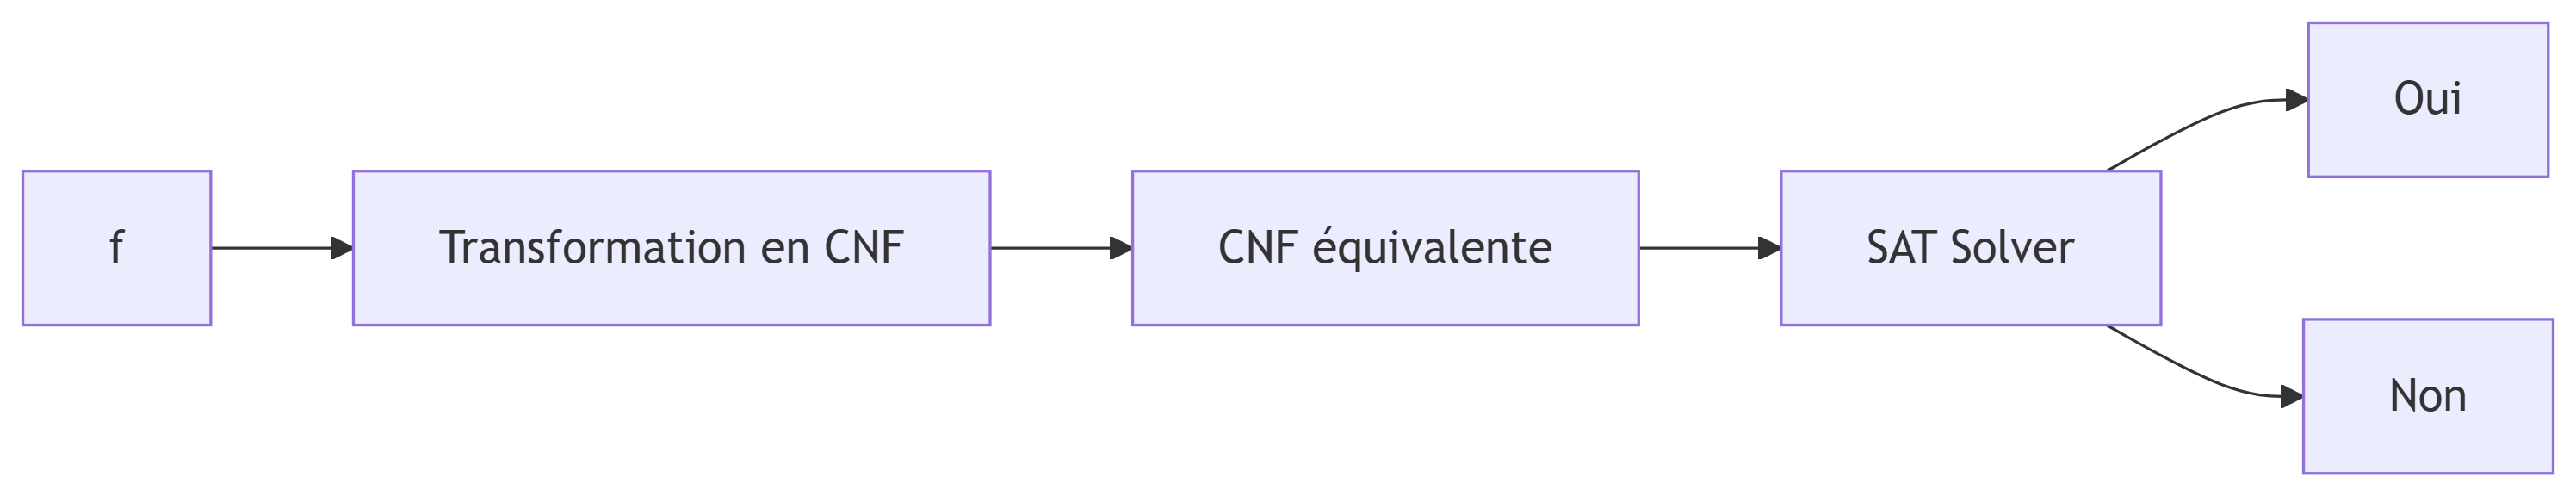 f
Transformation en CNF
CNF équivalente
SAT Solver
Oui
Non